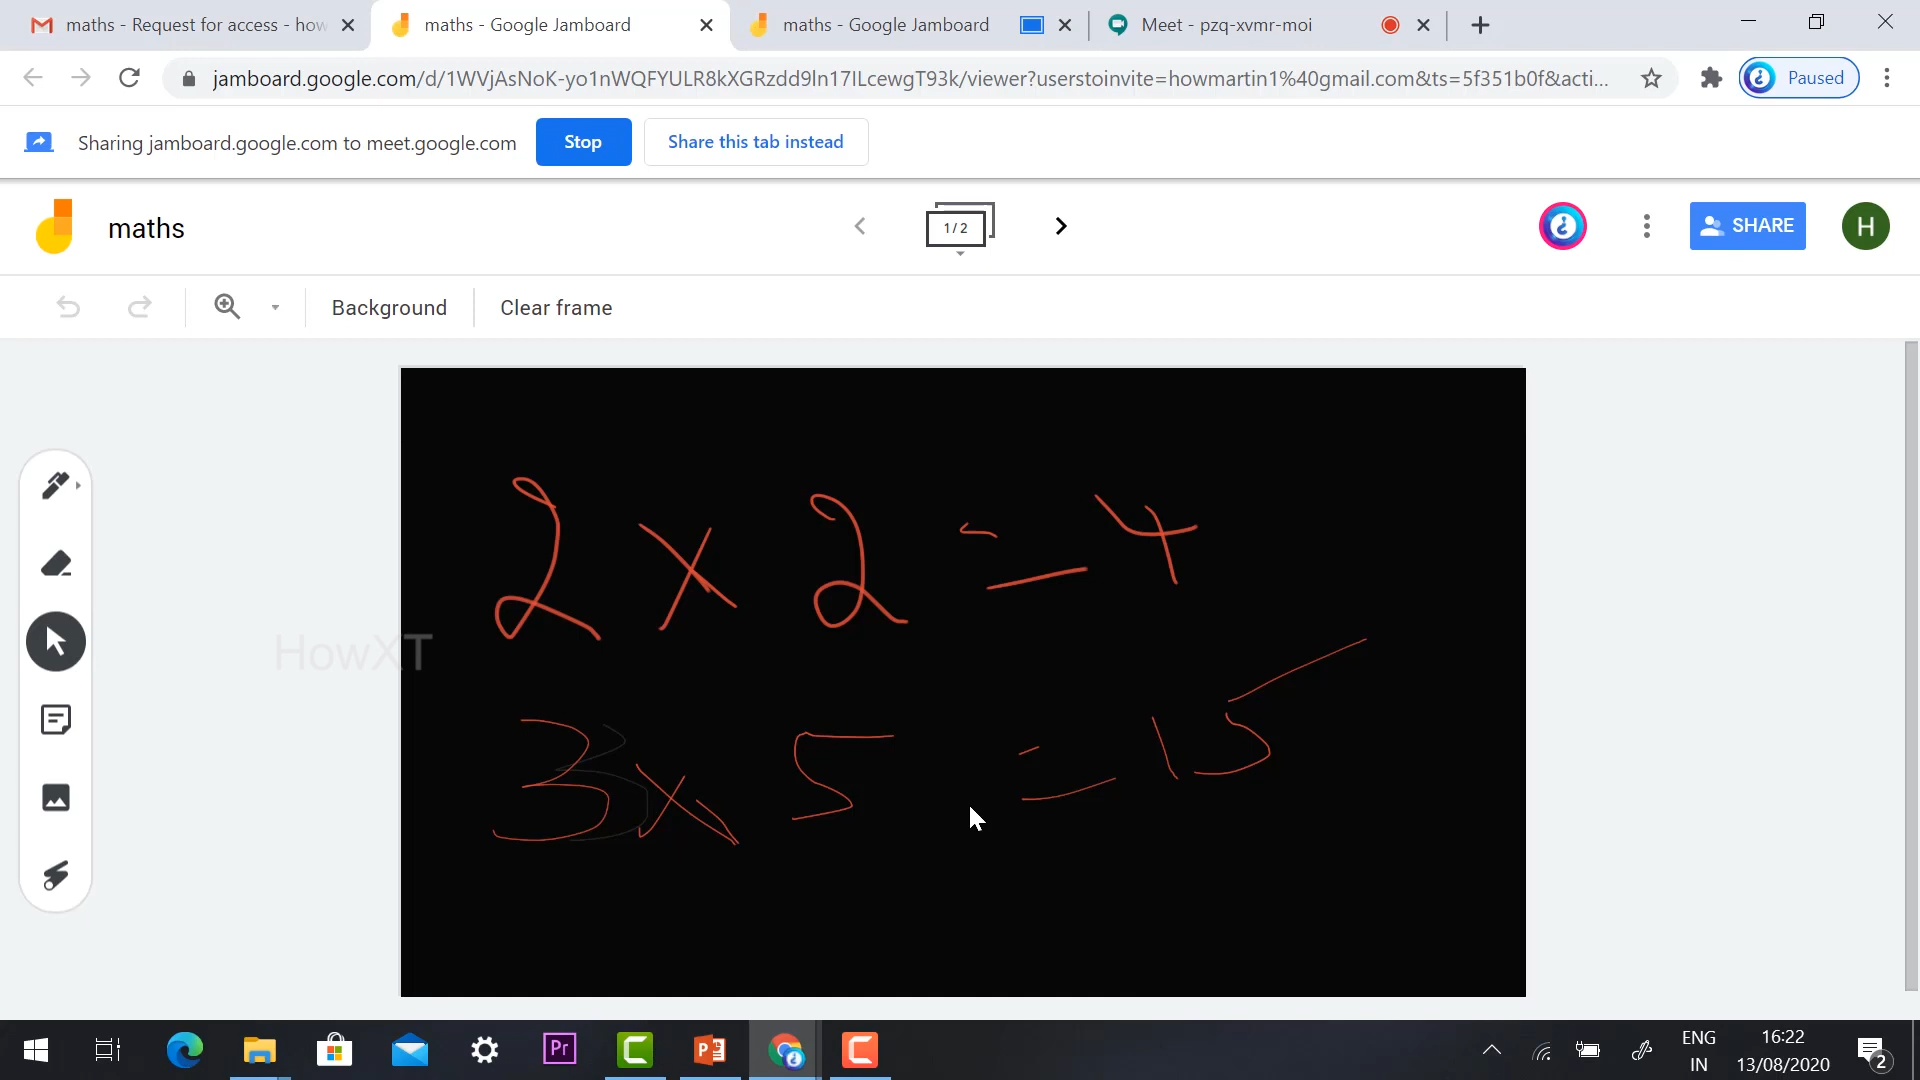 maths - Request for access - how
maths - Google Jamboard
maths - Google Jamboard
Meet - pzq-xvmr-moi
jamboard.google.com/d/1WVjAsNoK-yo1nWQFYULR8kXGRzdd9ln17ILcewgT93k/viewer?userstoinvite=howmartin1%40gmail.com&ts=5f351b0f&acti...
Paused
Sharing jamboard.google.com to meet.google.com
Stop
Share this tab instead
maths
1 / 2
SHARE
H
Background
Clear frame
2 x 2 = 4
HowXT
3 x 5 = 15
Pr
ENG
IN
16:22
13/08/2020
2